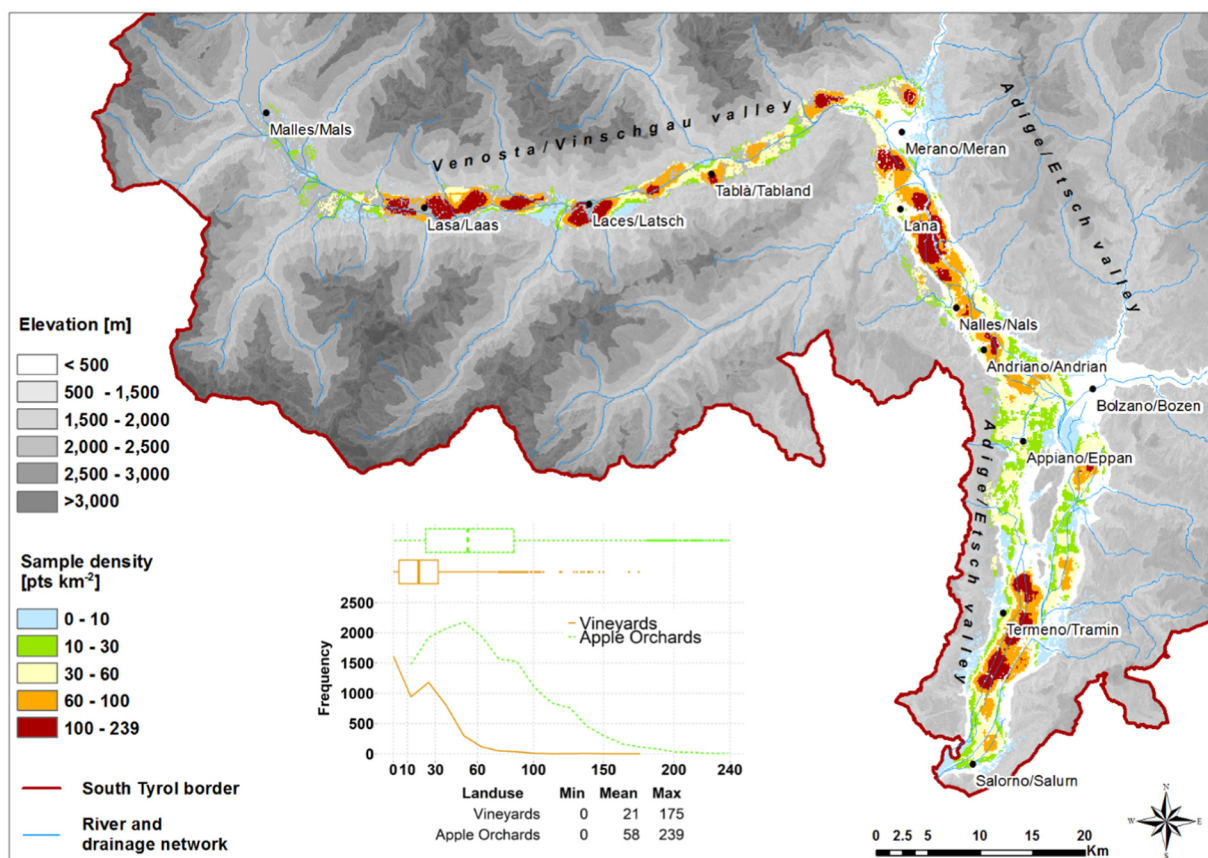 Malles/Mals
Venosta/Vinschgau valley
Adige/Etsch valley
Merano/Meran
Tablà/Tabland
Lasa/Laas
Laces/Latsch
Lana
Nalles/Nals
Andriano/Andrian
Bolzano/Bozen
Appiano/Eppan
Adige/Etsch valley
Termeno/Tramin
Salorno/Salurn
Elevation [m]
< 500
500 - 1,500
1,500 - 2,000
2,000 - 2,500
2,500 - 3,000
>3,000
Sample density
[pts km-2]
0 - 10
10 - 30
30 - 60
60 - 100
100 - 239
South Tyrol border
River and
drainage network
2500
2000
1500
1000
500
0
Frequency
Vineyards
Apple Orchards
0 10 30 60 100 150 200 240
Landuse Min Mean Max
Vineyards 0 21 175
Apple Orchards 0 58 239
N
W E
S
0 2.5 5 10 15 20
Km